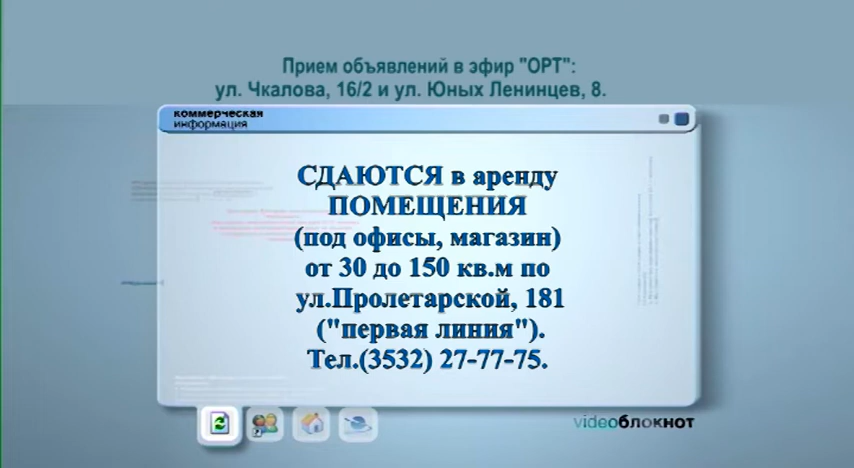 Прием объявлений в эфир "ОРТ":
ул. Чкалова, 16/2 и ул. Юных Ленинцев, 8.
коммерческая
информация
СДАЮТСЯ в аренду
ПОМЕЩЕНИЯ
(под офисы, магазин)
от 30 до 150 кв.м по
ул.Пролетарской, 181
("первая линия").
Тел.(3532) 27-77-75.
videoблокнот